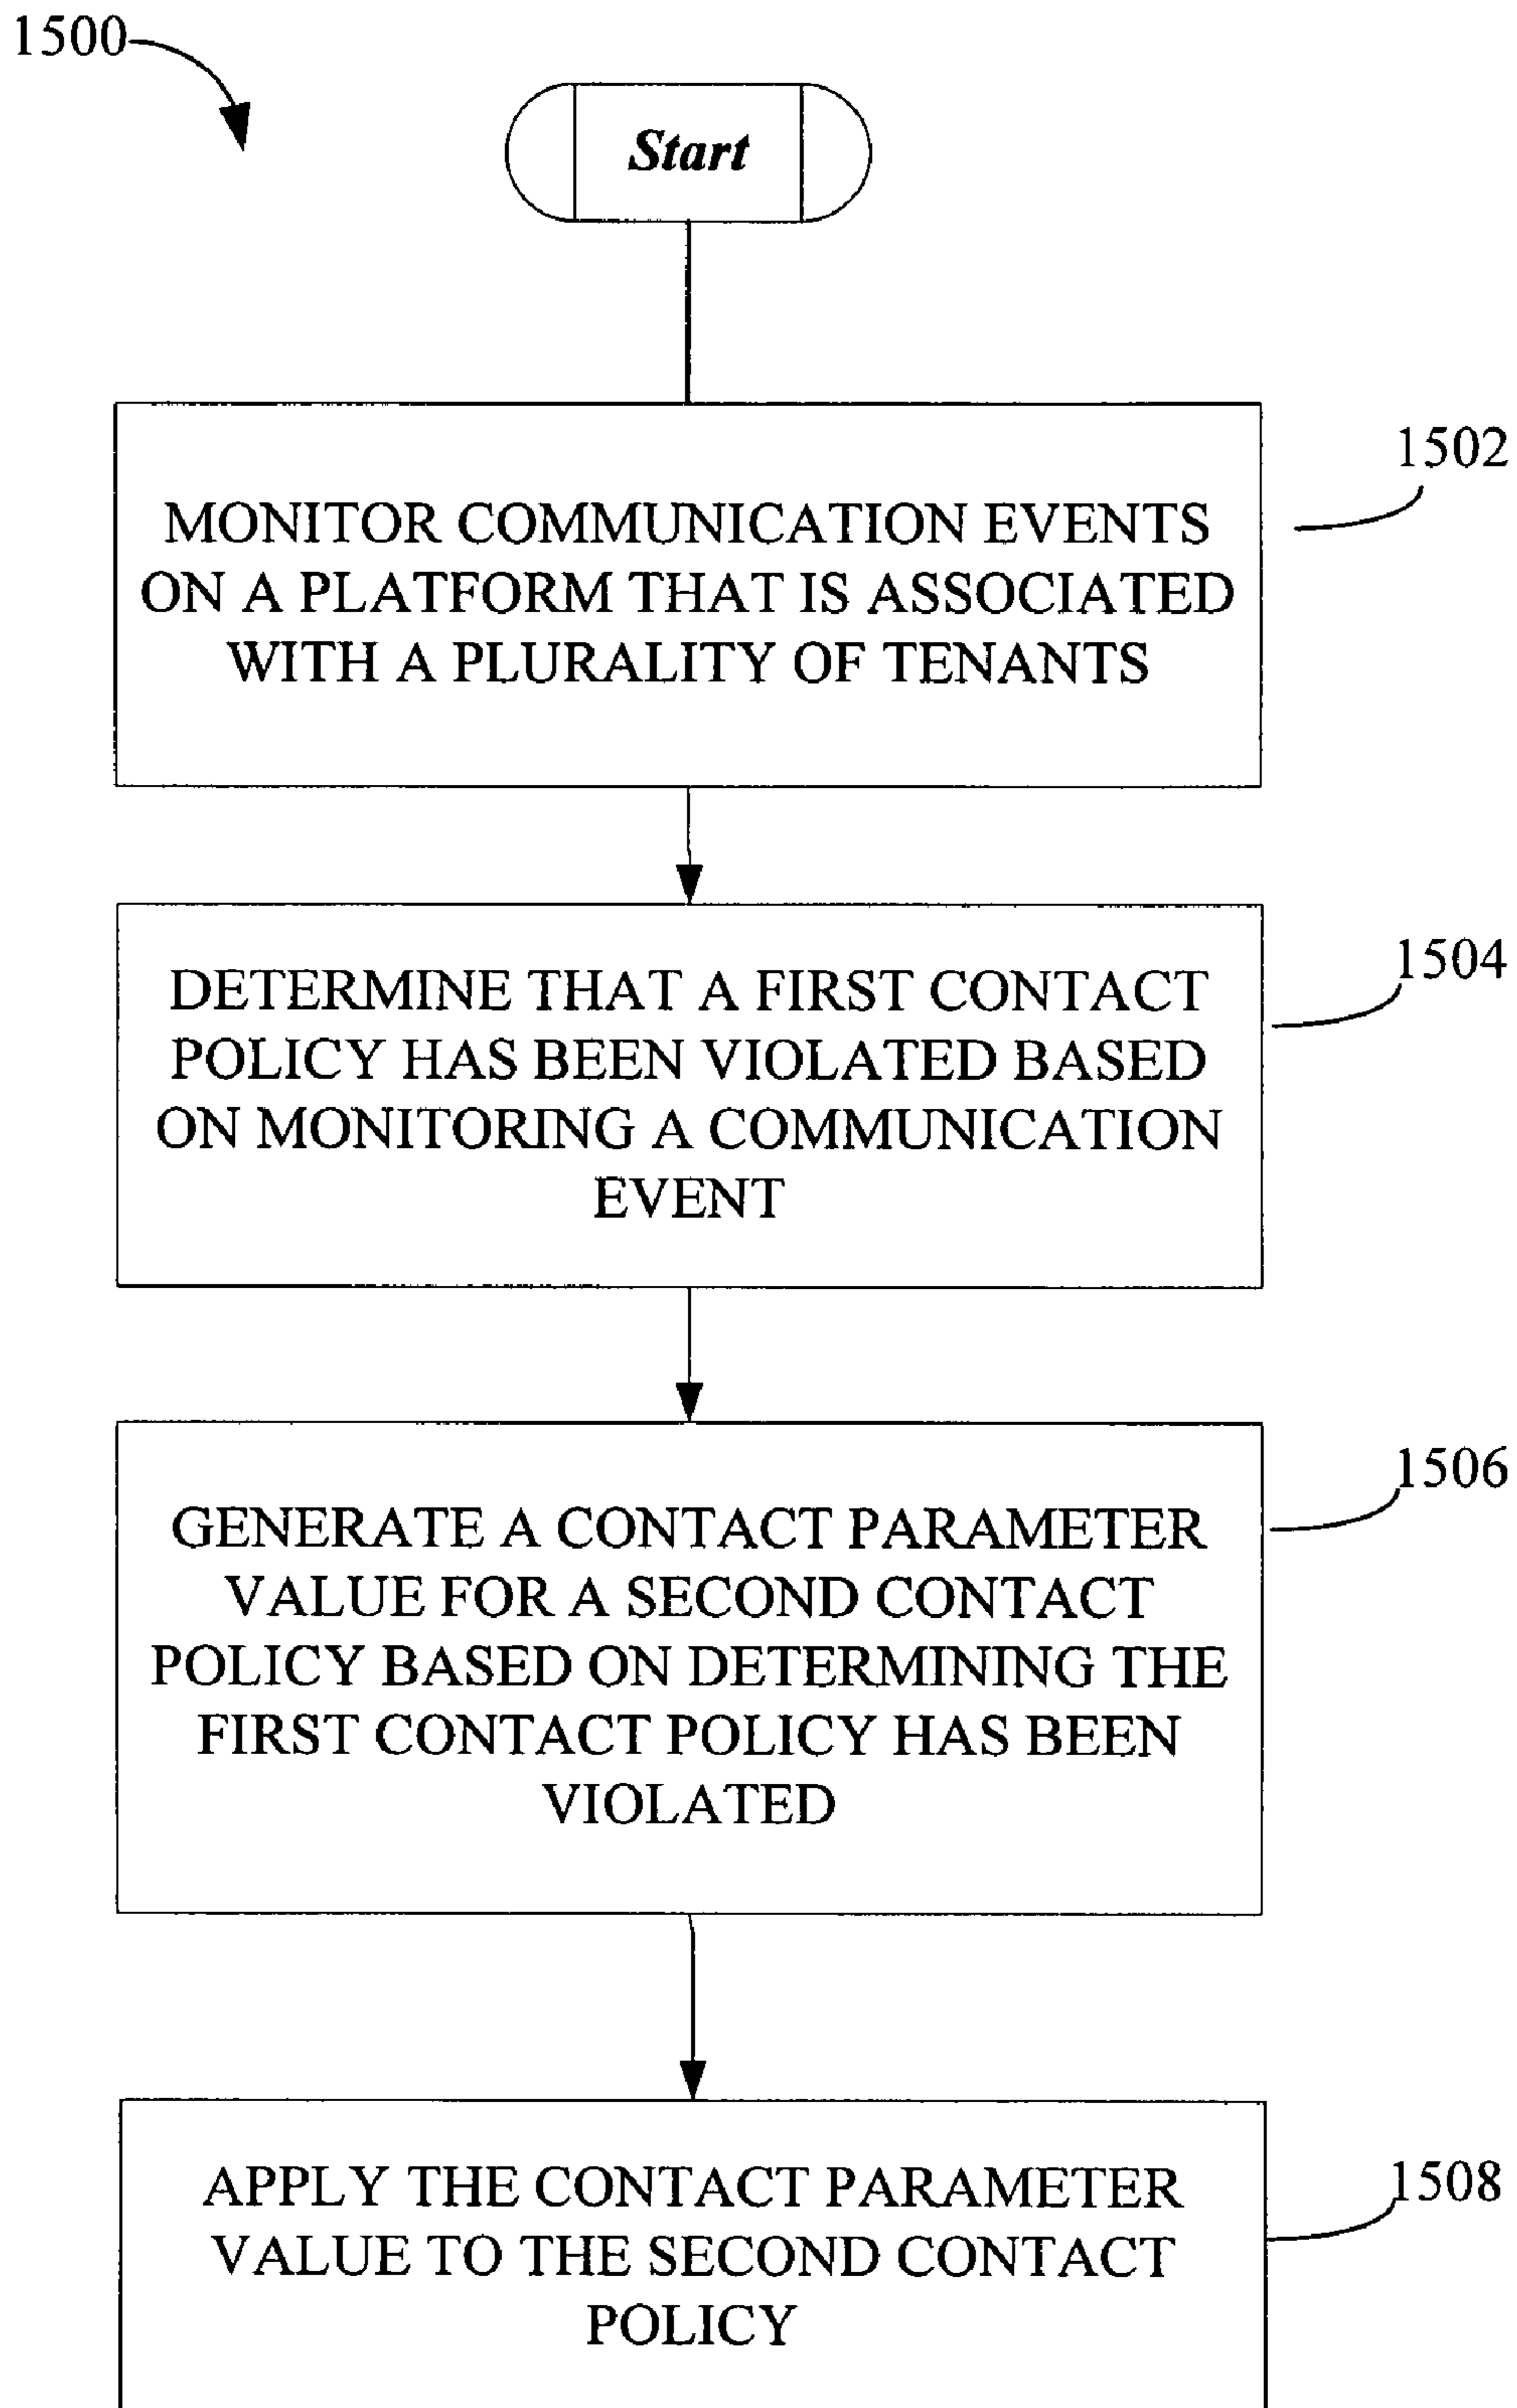 1500
Start
1502
MONITOR COMMUNICATION EVENTS
ON A PLATFORM THAT IS ASSOCIATED
WITH A PLURALITY OF TENANTS
1504
DETERMINE THAT A FIRST CONTACT
POLICY HAS BEEN VIOLATED BASED
ON MONITORING A COMMUNICATION
EVENT
1506
GENERATE A CONTACT PARAMETER
VALUE FOR A SECOND CONTACT
POLICY BASED ON DETERMINING THE
FIRST CONTACT POLICY HAS BEEN
VIOLATED
1508
APPLY THE CONTACT PARAMETER
VALUE TO THE SECOND CONTACT
POLICY